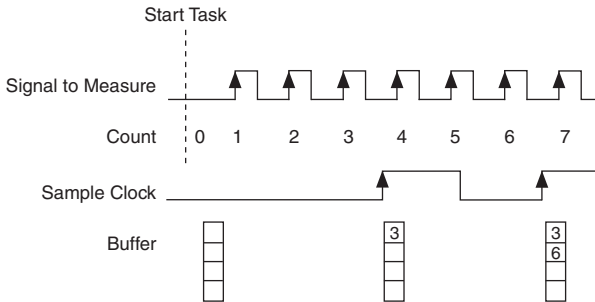 Start Task
Signal to Measure
Count 0 1 2 3 4 5 6 7
Sample Clock
Buffer 3 3
6